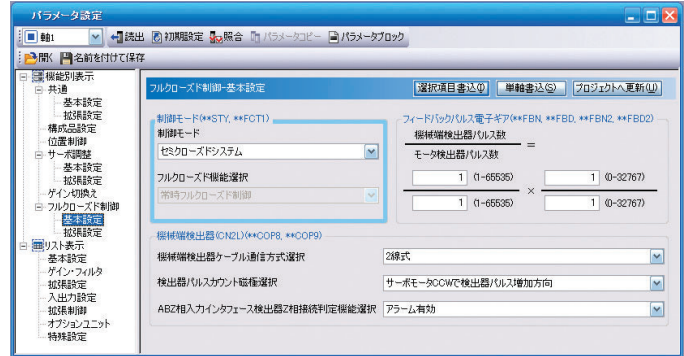 パラメータ設定
軸1 読出 初期設定 照合 パラメータコピー パラメータブロック
開く 名前を付けて保存
機能別表示
共通
基本設定
拡張設定
構成品設定
位置制御
サーボ調整
基本設定
拡張設定
ゲイン切換え
フルクローズド制御
基本設定
拡張設定
リスト表示
基本設定
ゲイン・フィルタ
拡張設定
入出力設定
拡張制御
オプションユニット
特殊設定
フルクローズド制御-基本設定 選択項目書込(I) 単軸書込(S) プロジェクトへ更新(U)
制御モード(**STY, **FCT1)
制御モード
セミクローズドシステム
フルクローズド機能選択
常時フルクローズド制御
フィードバックパルス電子ギア(**FBN, **FBD, **FBN2, **FBD2)
機械端検出器パルス数
モータ検出器パルス数
=
1 (1-65535) × 1 (0-32767)
1 (1-65535) 1 (0-32767)
機械端検出器(CN2L)(**COP8, **COP9)
機械端検出器ケーブル通信方式選択 2線式
検出器パルスカウント磁極選択 サーボモータCCWで検出器パルス増加方向
ABZ相入力インタフェース検出器Z相接続判定機能選択 アラーム有効